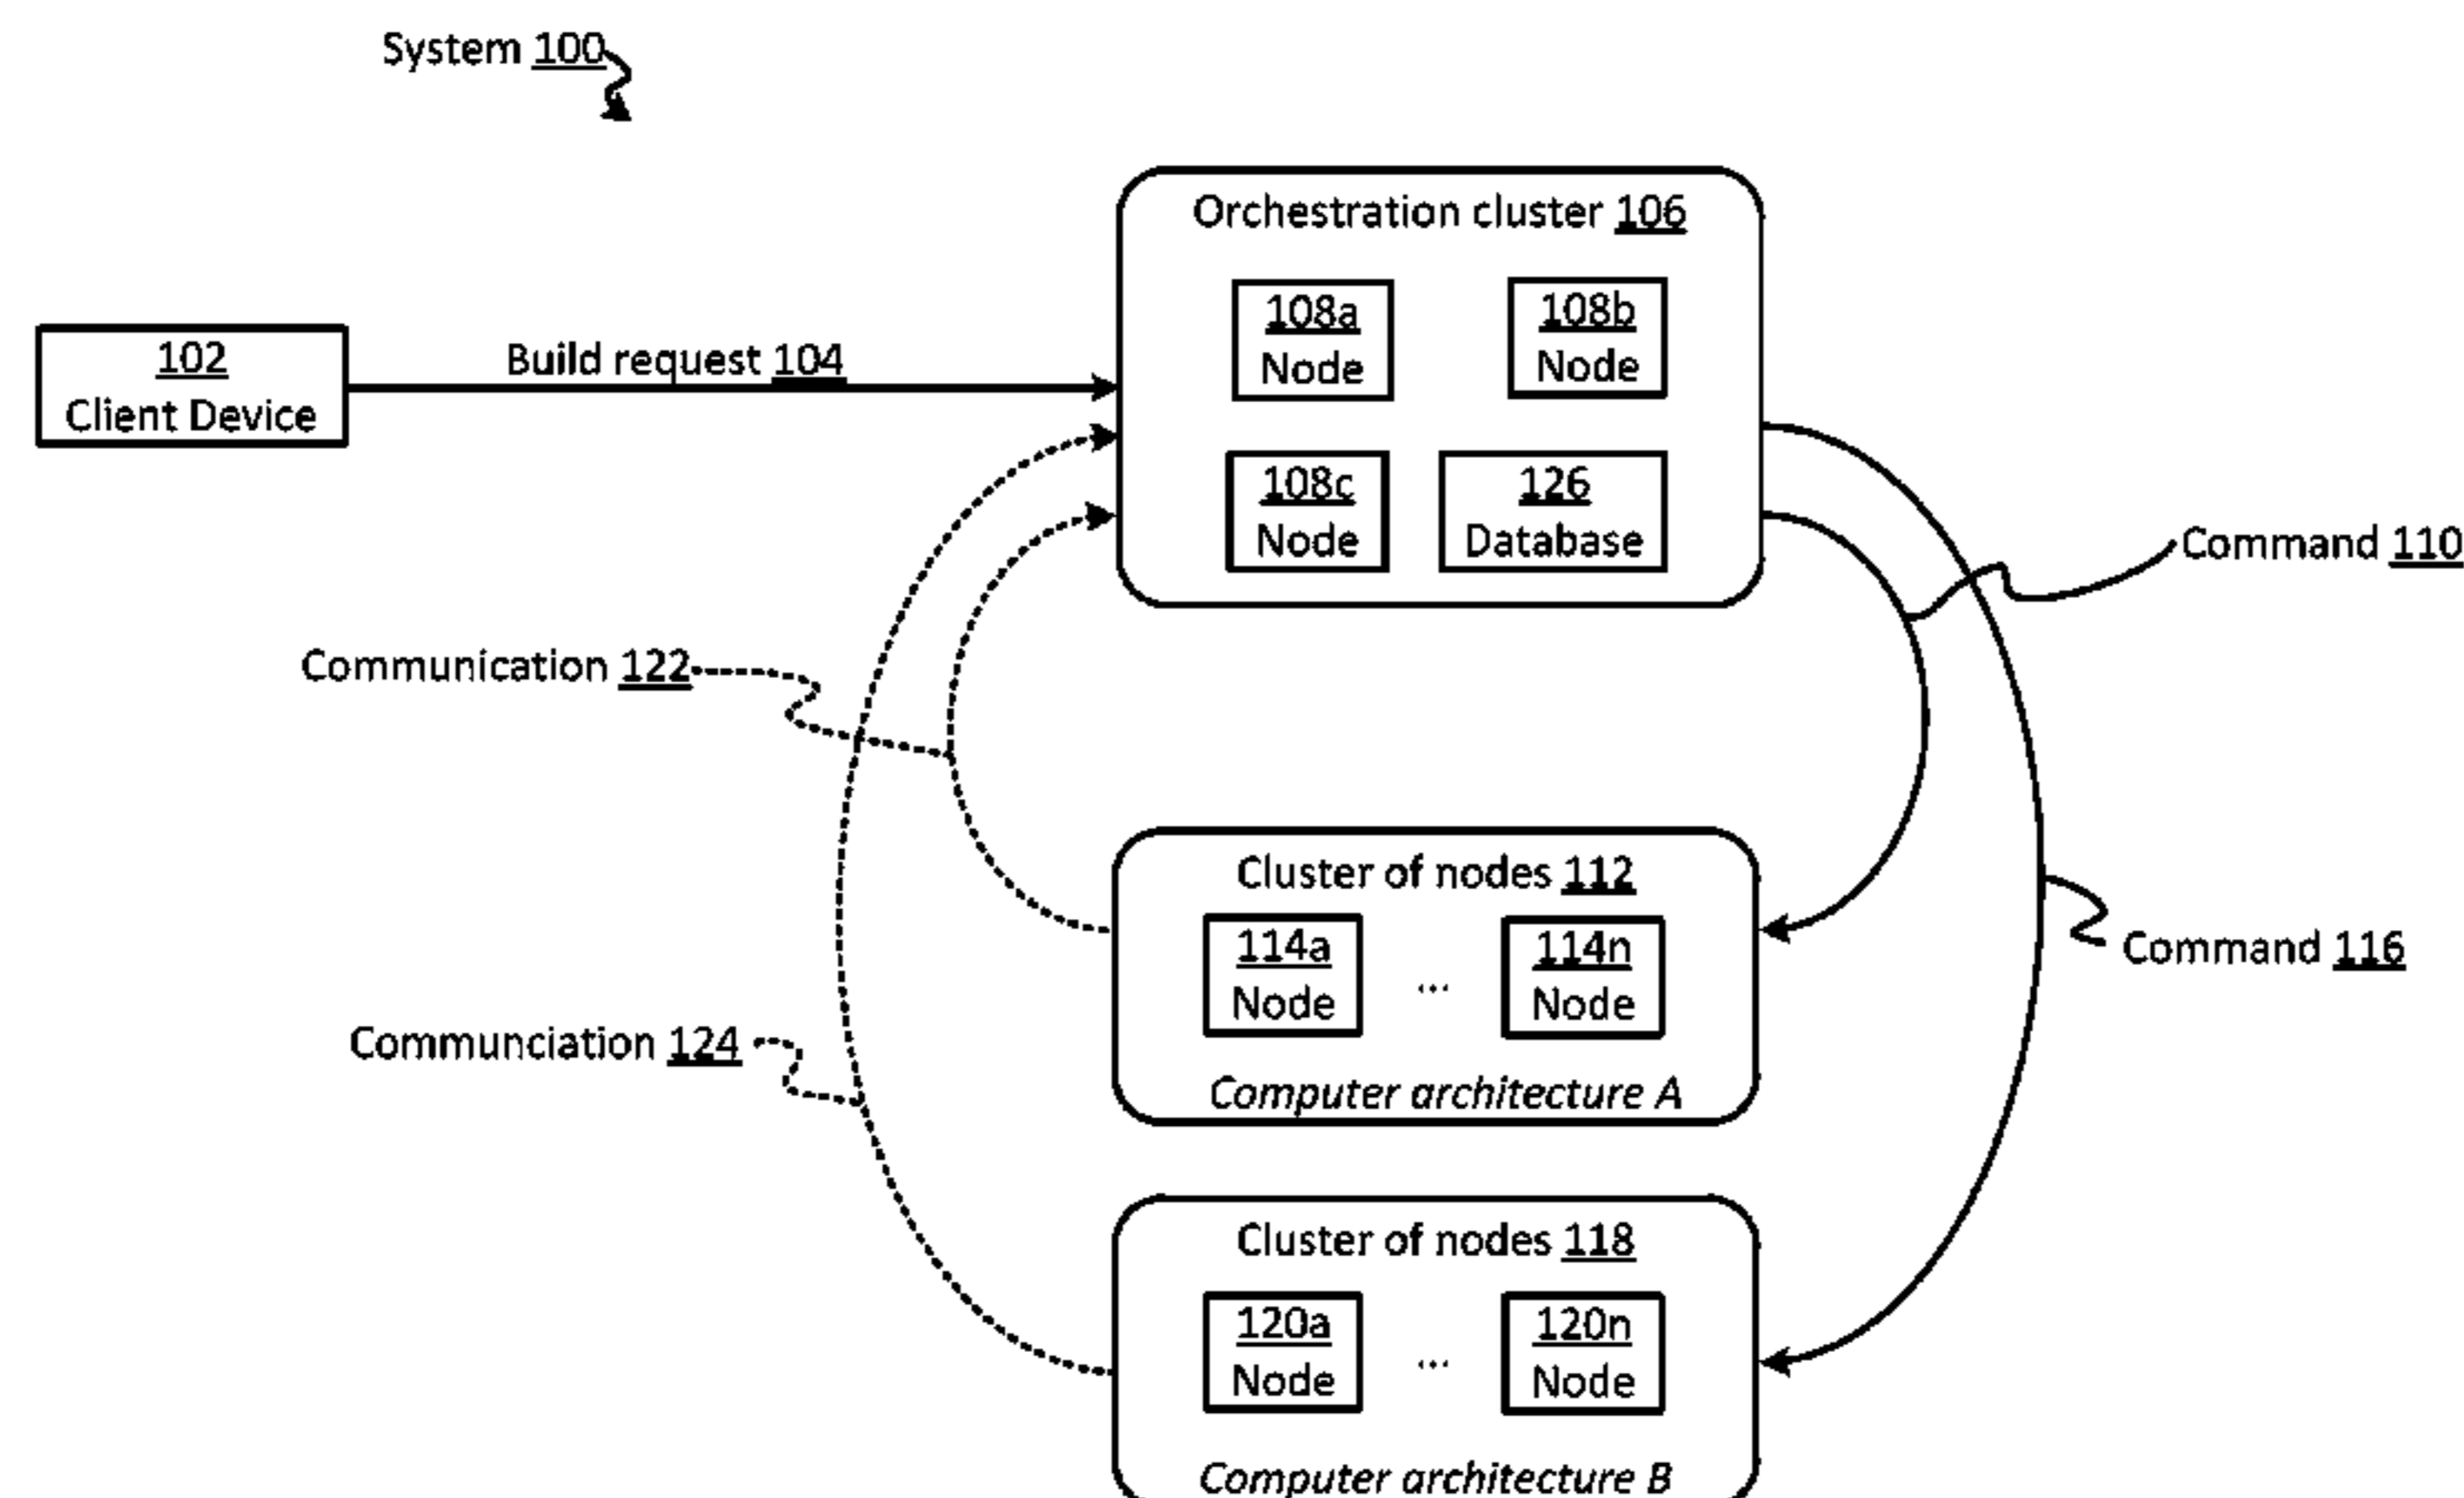 System 100
Orchestration cluster 106
108a
Node
108b
Node
102
Client Device
Build request 104
108c
Node
126
Database
Command 110
Communication 122
Cluster of nodes 112
114a
Node
...
114n
Node
Computer architecture A
Command 116
Communciation 124
Cluster of nodes 118
120a
Node
...
120n
Node
Computer architecture B